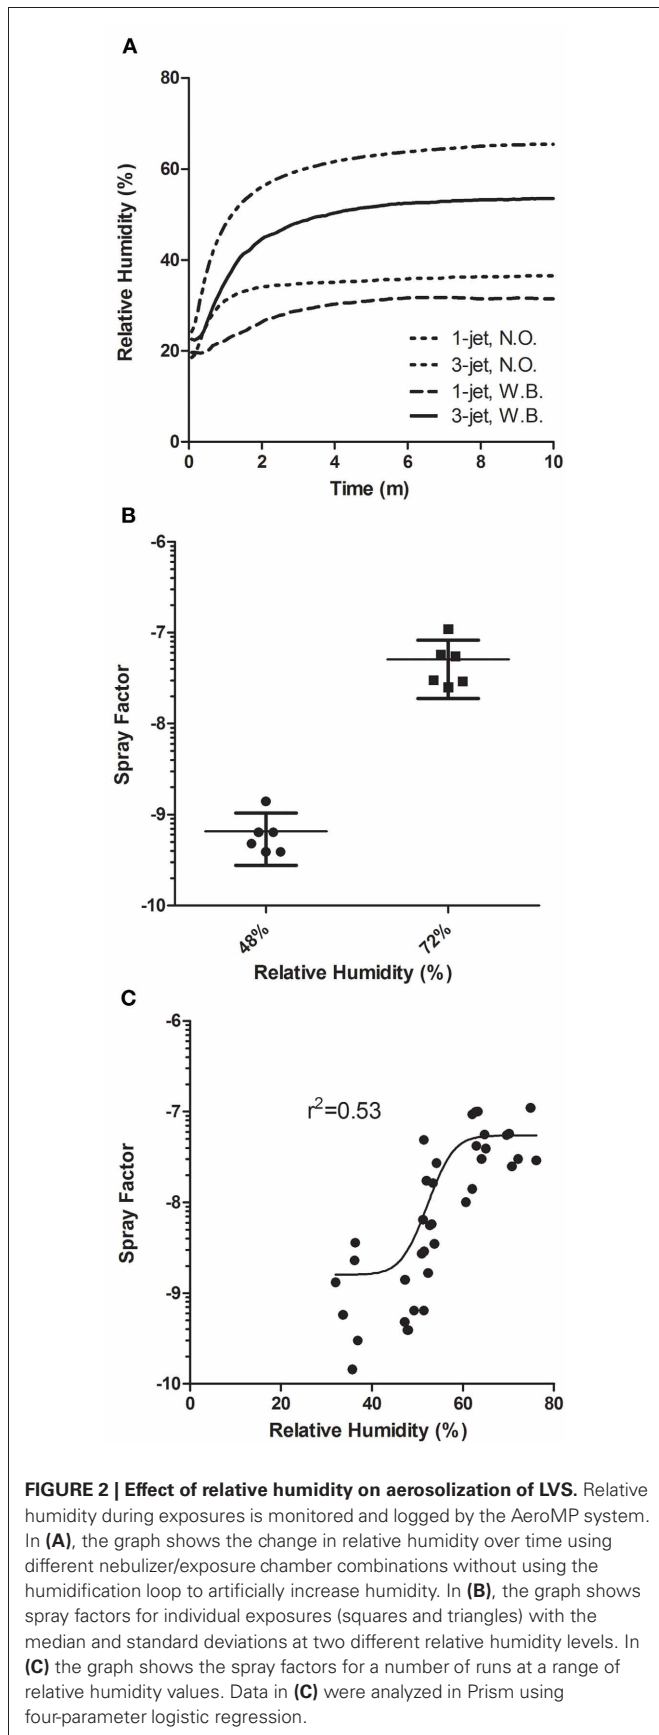 A
80
60
40
20
0
Relative Humidity (%)
1-jet, N.O.
3-jet, N.O.
1-jet, W.B.
3-jet, W.B.
0 2 4 6 8 10
Time (m)
B
-6
-7
-8
-9
-10
Spray Factor
48% 72%
Relative Humidity (%)
C
-6
-7
-8
-9
-10
Spray Factor
r²=0.53
0 20 40 60 80
Relative Humidity (%)
FIGURE 2 | Effect of relative humidity on aerosolization of LVS. Relative
humidity during exposures is monitored and logged by the AeroMP system.
In (A), the graph shows the change in relative humidity over time using
different nebulizer/exposure chamber combinations without using the
humidification loop to artificially increase humidity. In (B), the graph shows
spray factors for individual exposures (squares and triangles) with the
median and standard deviations at two different relative humidity levels. In
(C) the graph shows the spray factors for a number of runs at a range of
relative humidity values. Data in (C) were analyzed in Prism using
four-parameter logistic regression.